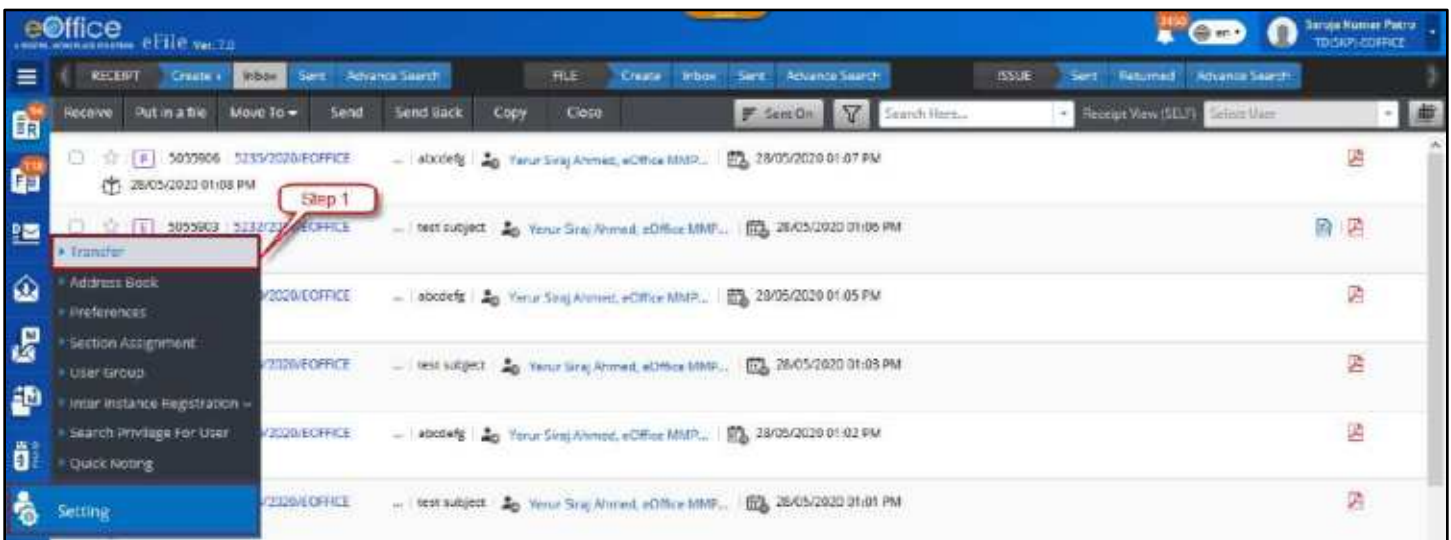 eOffice
eFile Ver. 7.0
en
Saroja Kumar Patra
RECEIPT Create Inbox Sent Advance Search FILE Create Inbox Sent Advance Search ISSUE Sent Returned Advance Search
Receive Put in a file Move To Send Send Back Copy Close Sent On Search Here... Receipt View (SELF) Select User
5055906 5235/2020/EOFFICE ... abcdefg Yerur Siraj Ahmed, eOffice MMP... 28/05/2020 01:07 PM
28/05/2020 01:08 PM
Step 1
5055903 EOFFICE ... test subject Yerur Siraj Ahmed, eOffice MMP... 28/05/2020 01:06 PM
Transfer
Address Book
/2020/EOFFICE ... abcdefg Yerur Siraj Ahmed, eOffice MMP... 28/05/2020 01:05 PM
Preferences
Section Assignment
/2020/EOFFICE ... test subject Yerur Siraj Ahmed, eOffice MMP... 28/05/2020 01:03 PM
User Group
Inter Instance Registration
Search Privilege For User
/2020/EOFFICE ... abcdefg Yerur Siraj Ahmed, eOffice MMP... 28/05/2020 01:02 PM
Quick Noting
Setting
/2020/EOFFICE ... test subject Yerur Siraj Ahmed, eOffice MMP... 28/05/2020 01:01 PM